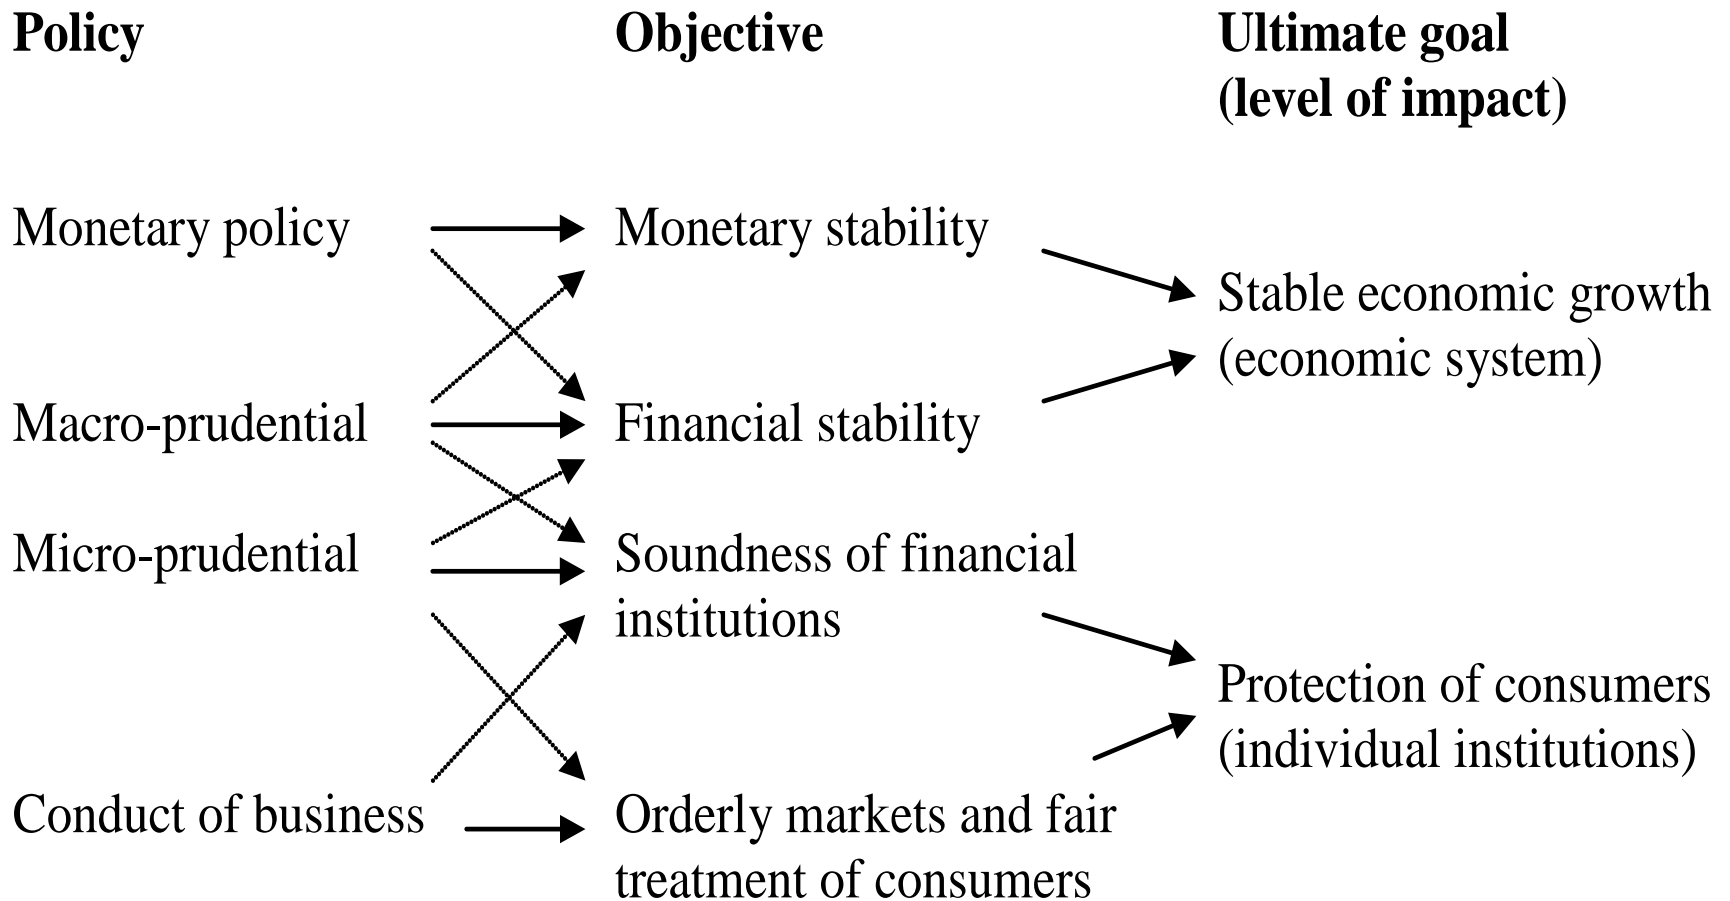 Policy
Objective
Ultimate goal
(level of impact)
Monetary policy
Monetary stability
Stable economic growth
(economic system)
Macro-prudential
Financial stability
Micro-prudential
Soundness of financial
institutions
Protection of consumers
(individual institutions)
Conduct of business
Orderly markets and fair
treatment of consumers